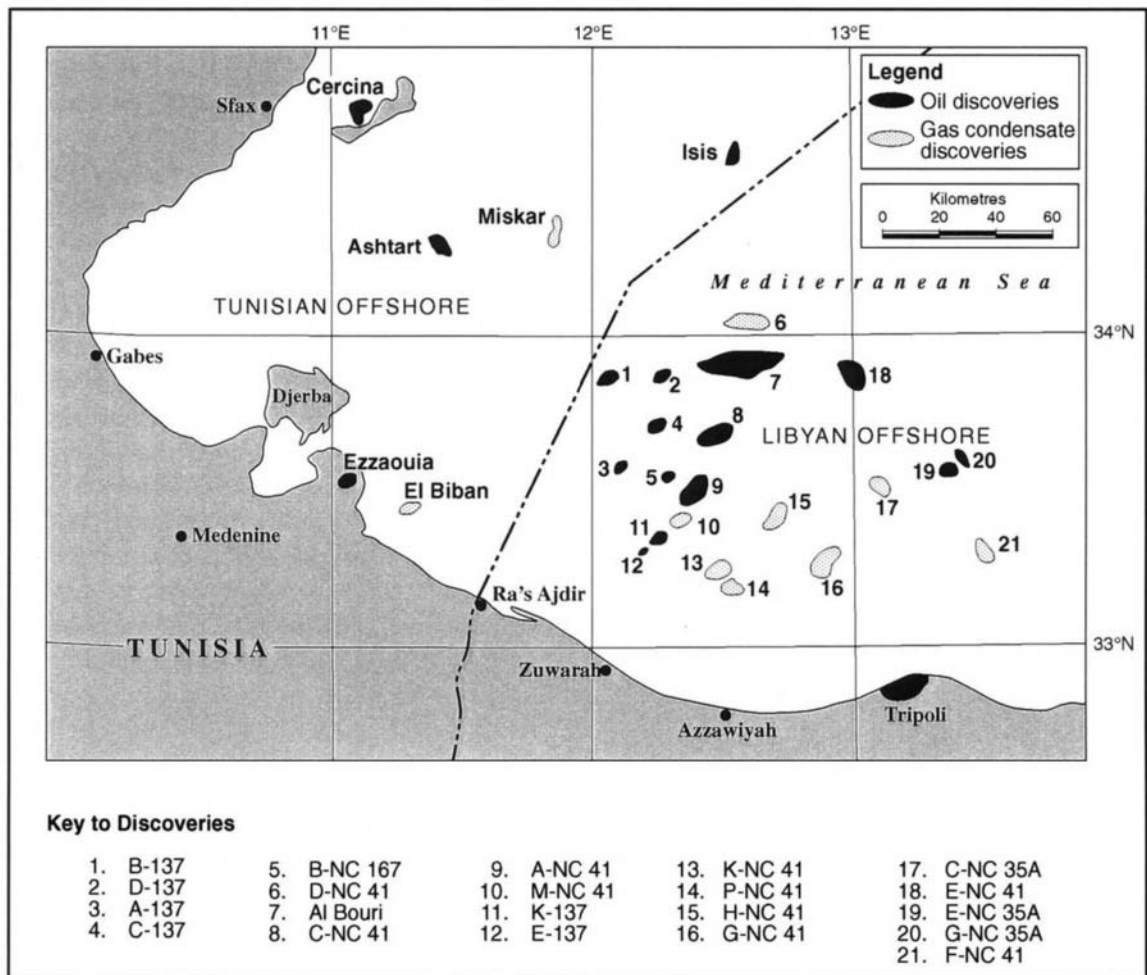 11°E 12°E 13°E
Legend
Oil discoveries
Gas condensate
discoveries
Kilometres
0 20 40 60
Cercina
Sfax
Isis
Miskar
Ashtart
Mediterranean Sea
TUNISIAN OFFSHORE
6
34°N
Gabes
1
2
7
18
Djerba
4
8
LIBYAN OFFSHORE
Ezzaouia
3
5
9
19
20
El Biban
10
15
17
Medenine
11
12
13
14
16
21
Ra's Ajdir
TUNISIA
33°N
Zuwarah
Tripoli
Azzawiyah
Key to Discoveries
1. B-137
2. D-137
3. A-137
4. C-137
5. B-NC 167
6. D-NC 41
7. Al Bouri
8. C-NC 41
9. A-NC 41
10. M-NC 41
11. K-137
12. E-137
13. K-NC 41
14. P-NC 41
15. H-NC 41
16. G-NC 41
17. C-NC 35A
18. E-NC 41
19. E-NC 35A
20. G-NC 35A
21. F-NC 41